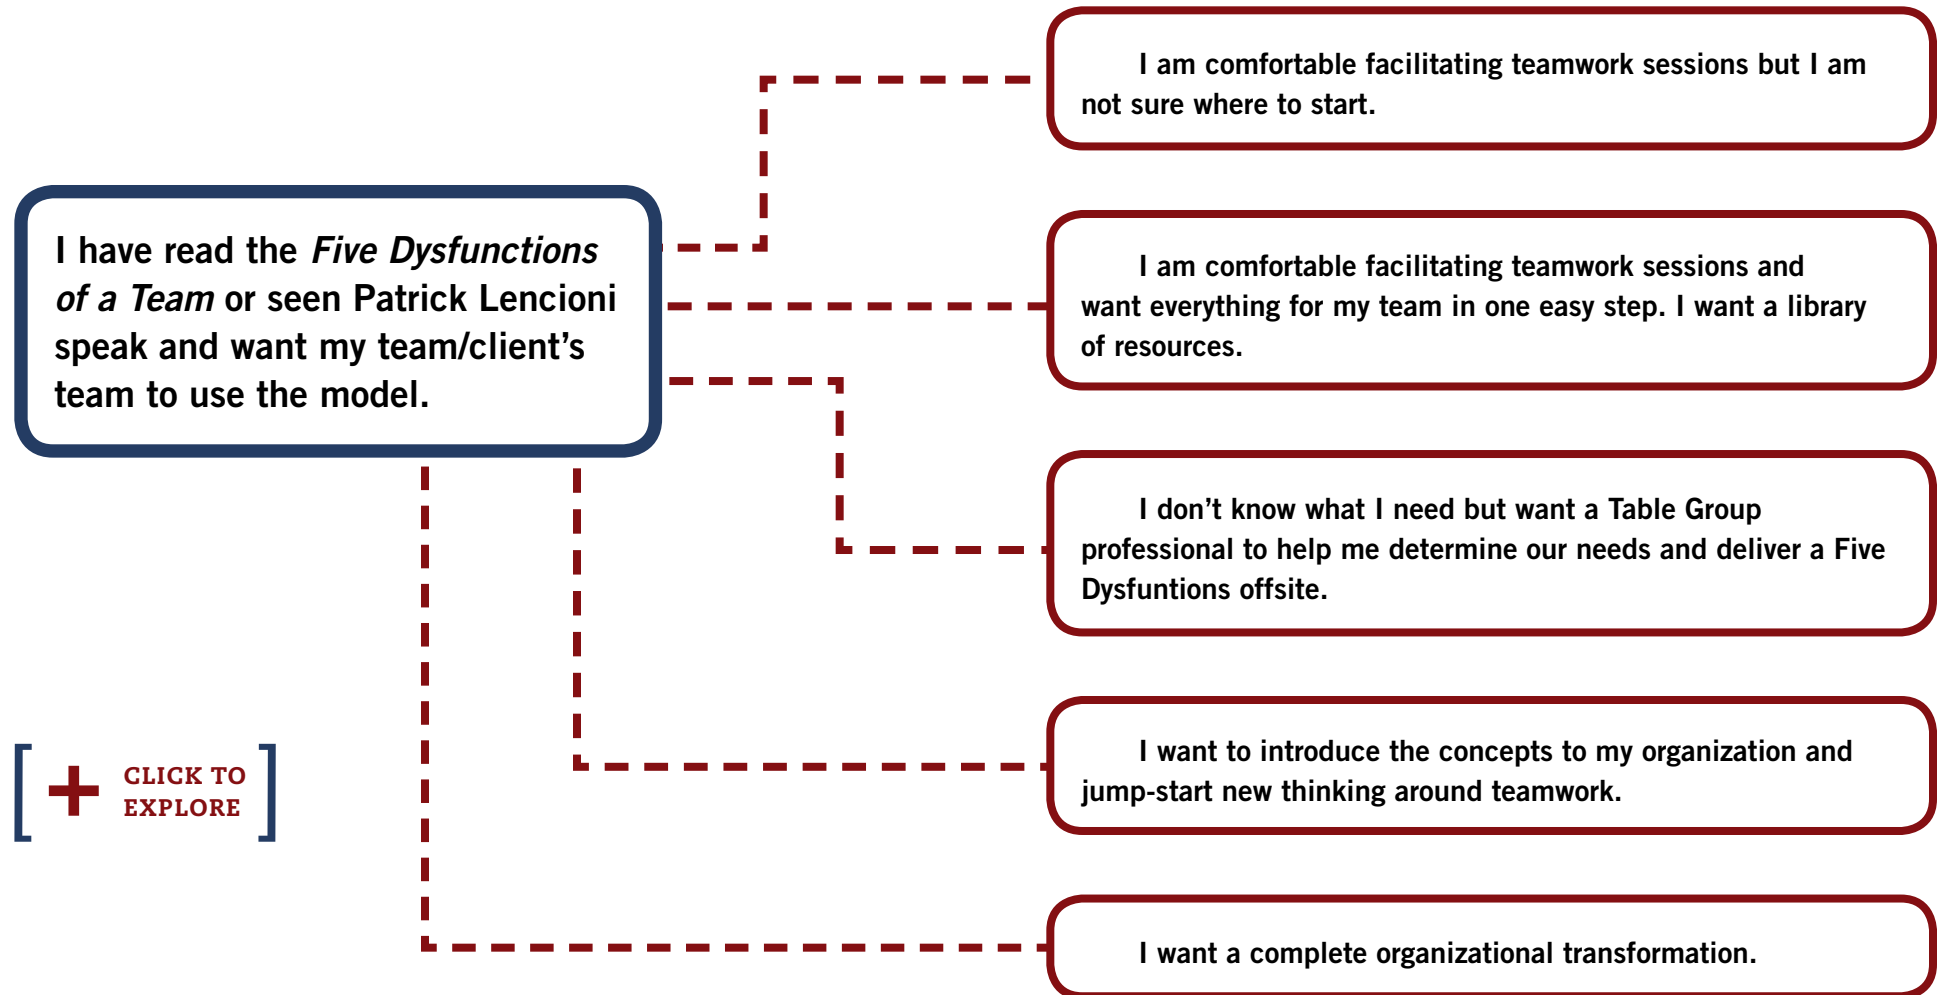 I am comfortable facilitating teamwork sessions but I am
not sure where to start.
I have read the Five Dysfunctions
of a Team or seen Patrick Lencioni
speak and want my team/client’s
team to use the model.
I am comfortable facilitating teamwork sessions and
want everything for my team in one easy step. I want a library
of resources.
I don’t know what I need but want a Table Group
professional to help me determine our needs and deliver a Five
Dysfuntions offsite.
I want to introduce the concepts to my organization and
jump-start new thinking around teamwork.
CLICK TO
EXPLORE
I want a complete organizational transformation.